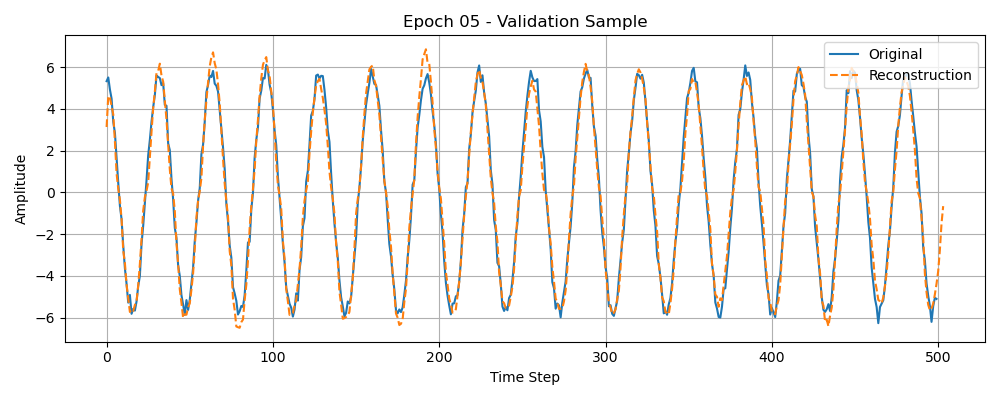 Epoch 05 - Validation Sample
Original
Reconstruction
Amplitude
6
4
2
0
−2
−4
−6
0 100 200 300 400 500
Time Step